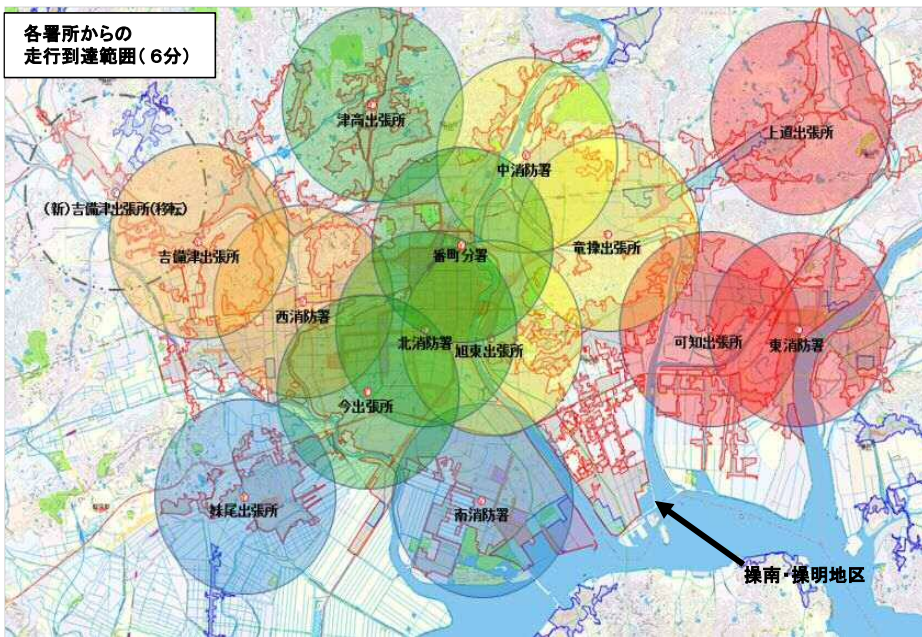 各署所からの
走行到達範囲(6分)
津高出張所
上道出張所
中消防署
(新)吉備津出張所(移転)
竜操出張所
吉備津出張所
番町分署
西消防署
北消防署
旭東出張所
可知出張所
東消防署
今出張所
妹尾出張所
南消防署
操南・操明地区